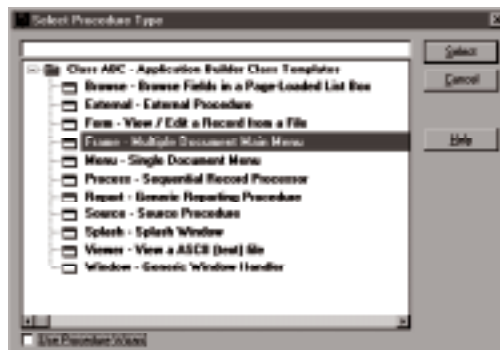 Select Procedure Type
Select
Class ABC - Application Builder Class Templates
Browse - Browse Fields in a Page-Loaded List Box
Cancel
External - External Procedure
Form - View / Edit a Record from a File
Frame - Multiple Document Main Menu
Help
Menu - Single Document Menu
Process - Sequential Record Processor
Report - Generic Reporting Procedure
Source - Source Procedure
Splash - Splash Window
Viewer - View a ASCII (text) file
Window - Generic Window Handler
Use Procedure Wizard